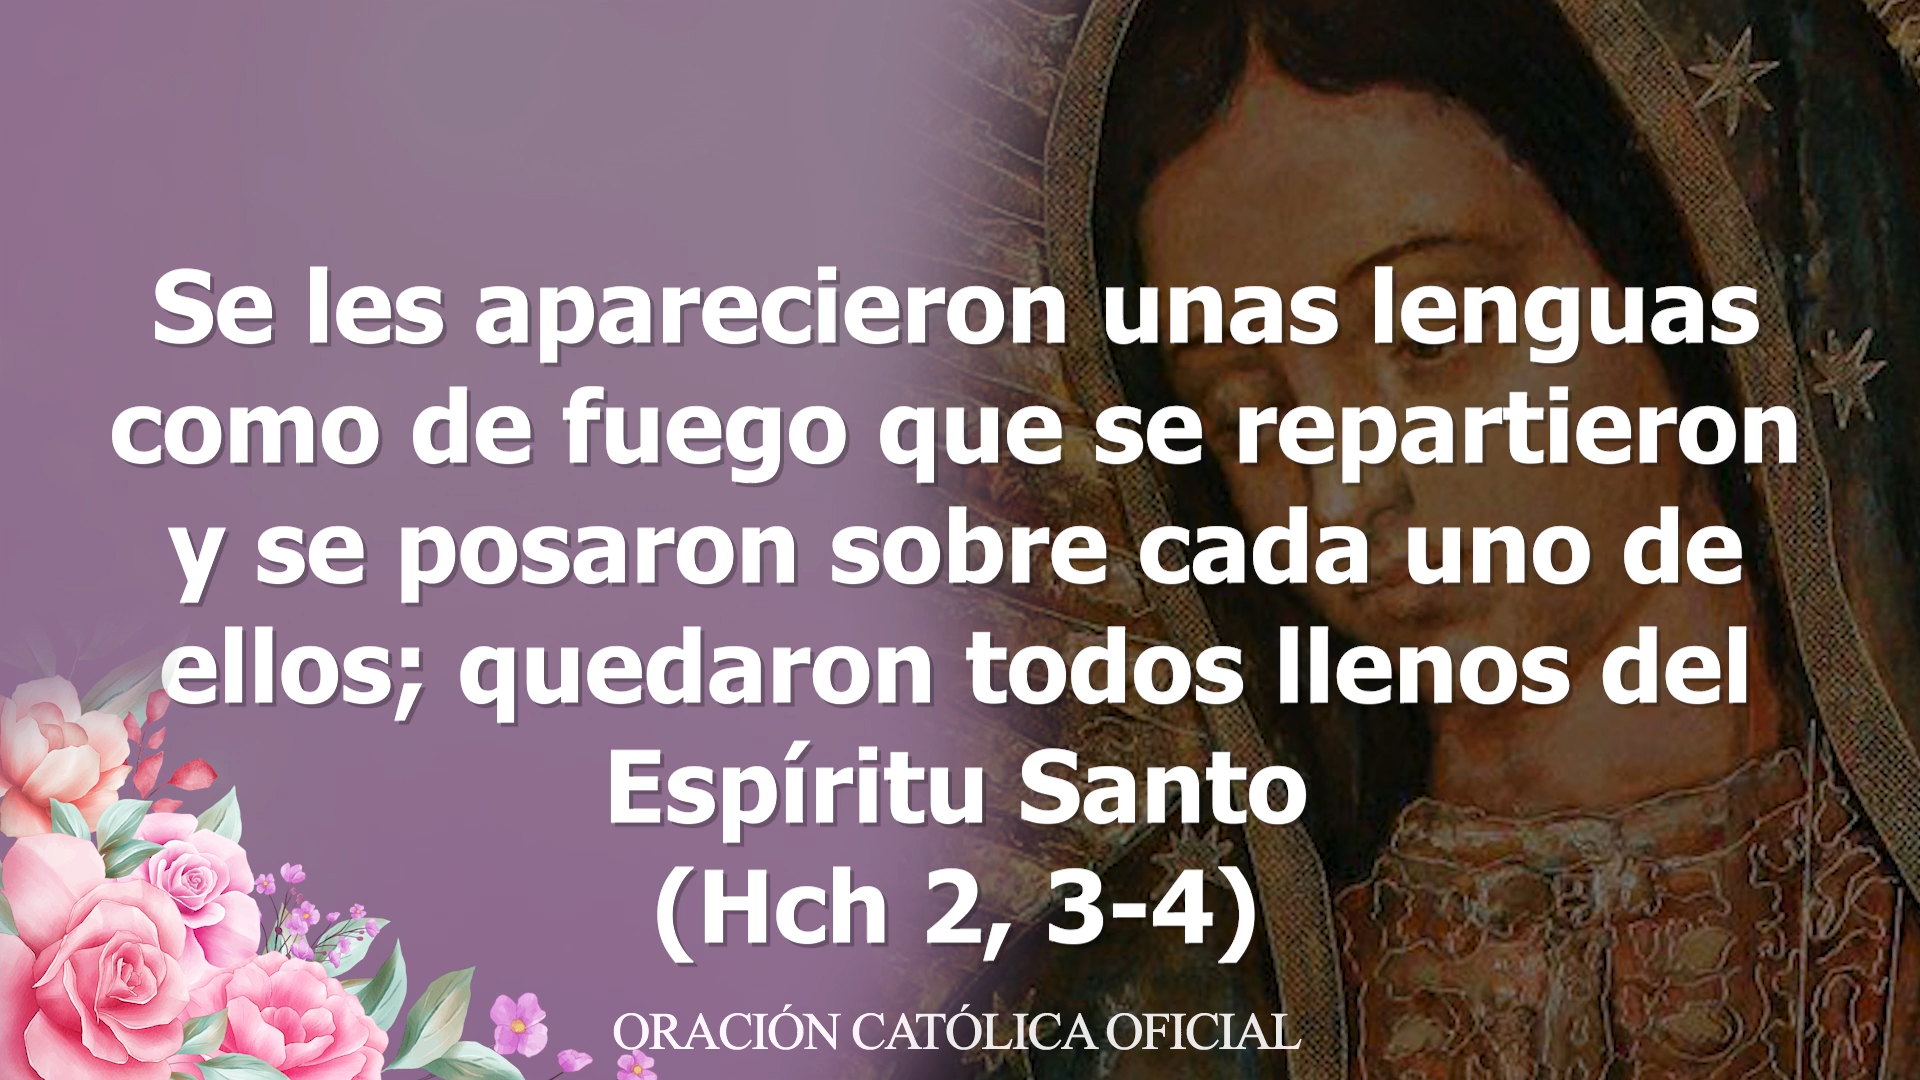 Se les aparecieron unas lenguas
como de fuego que se repartieron
y se posaron sobre cada uno de
ellos; quedaron todos llenos del
Espíritu Santo
(Hch 2, 3-4)
ORACIÓN CATÓLICA OFICIAL